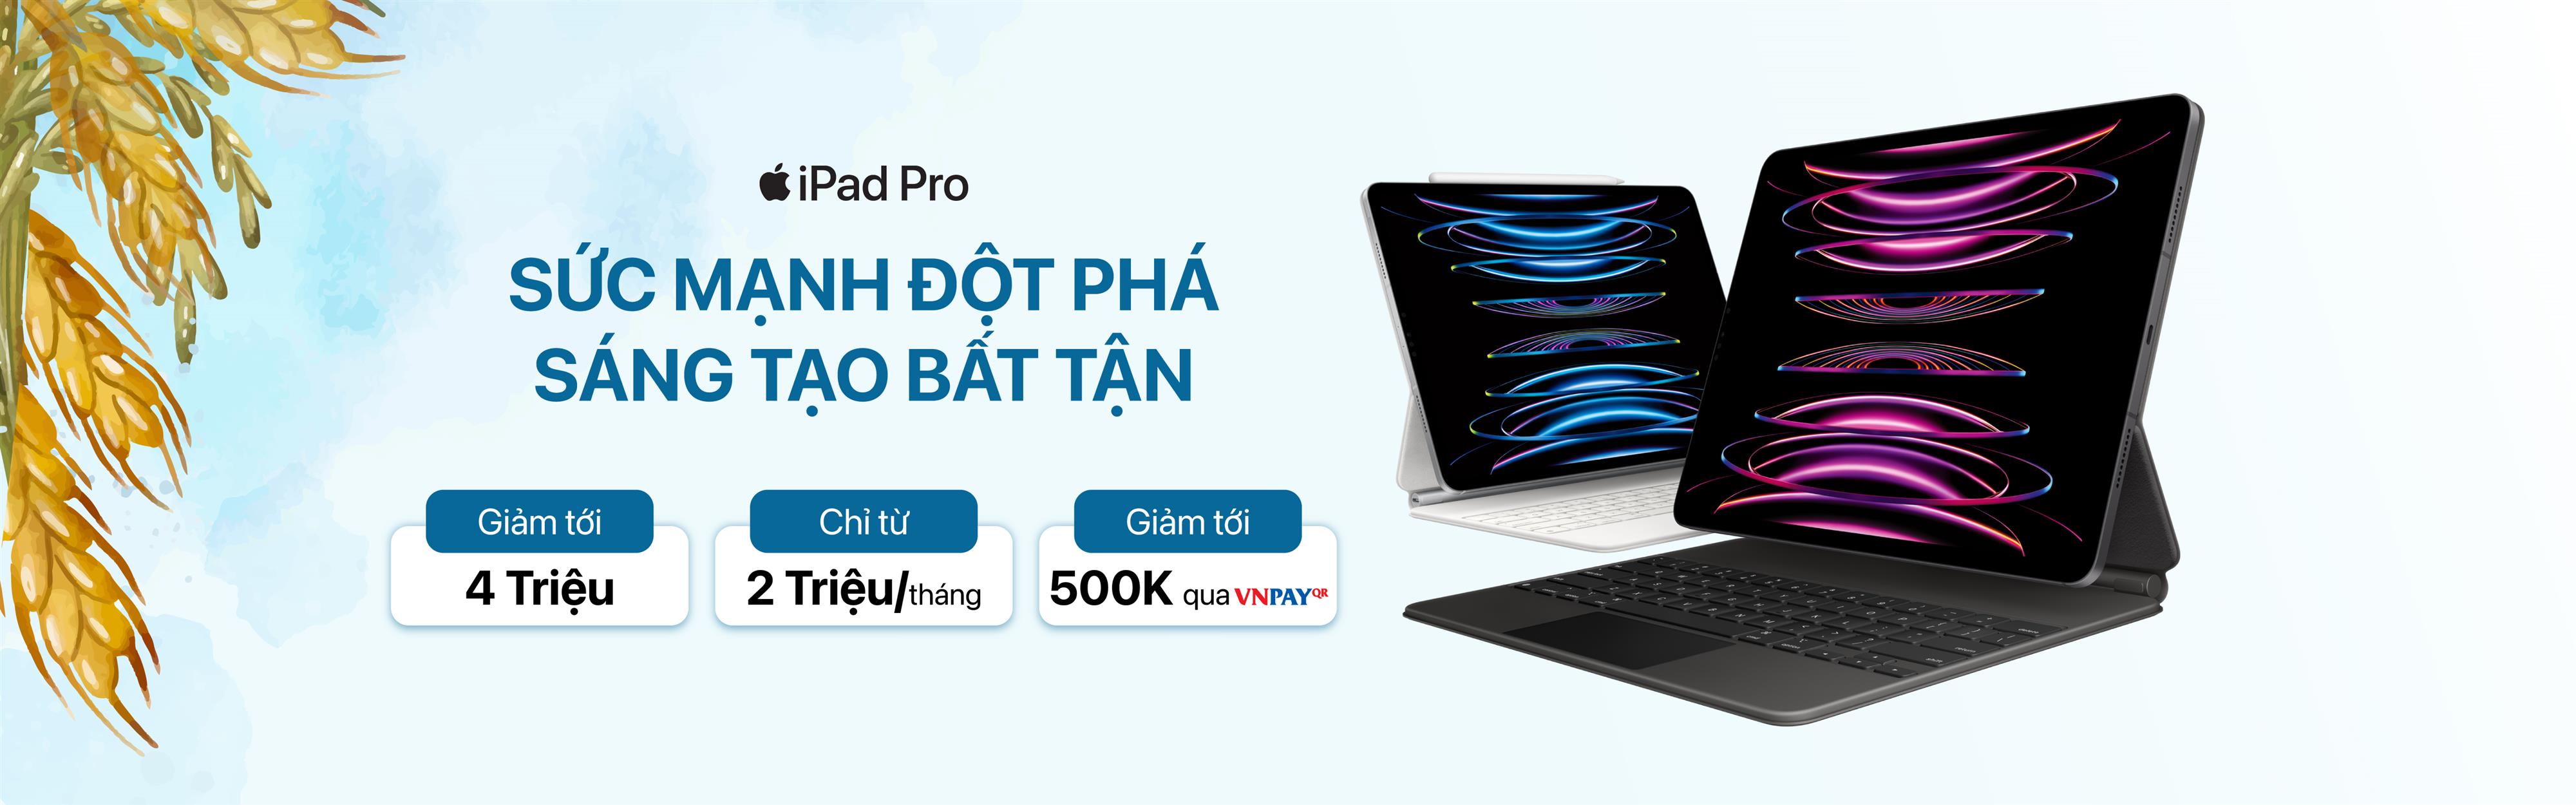 iPad Pro
SỨC MẠNH ĐỘT PHÁ
SÁNG TẠO BẤT TẬN
Giảm tới
4 Triệu
Chỉ từ
2 Triệu/tháng
Giảm tới
500K qua VNPAYQR